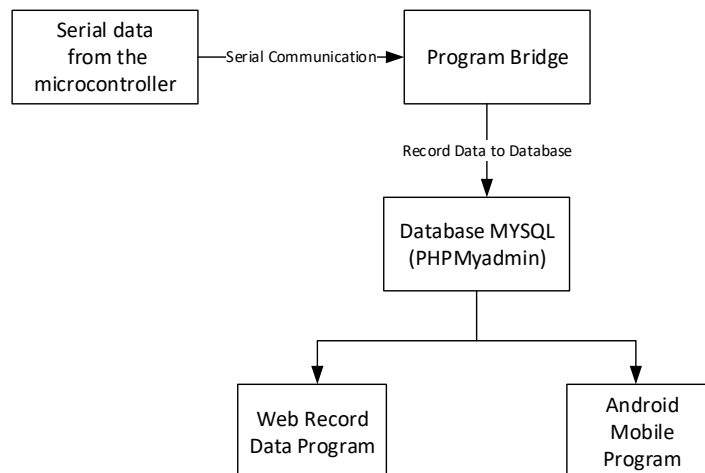 Serial data
from the
microcontroller
Serial Communication
Program Bridge
Record Data to Database
Database MYSQL
(PHPMyadmin)
Web Record
Data Program
Android
Mobile
Program